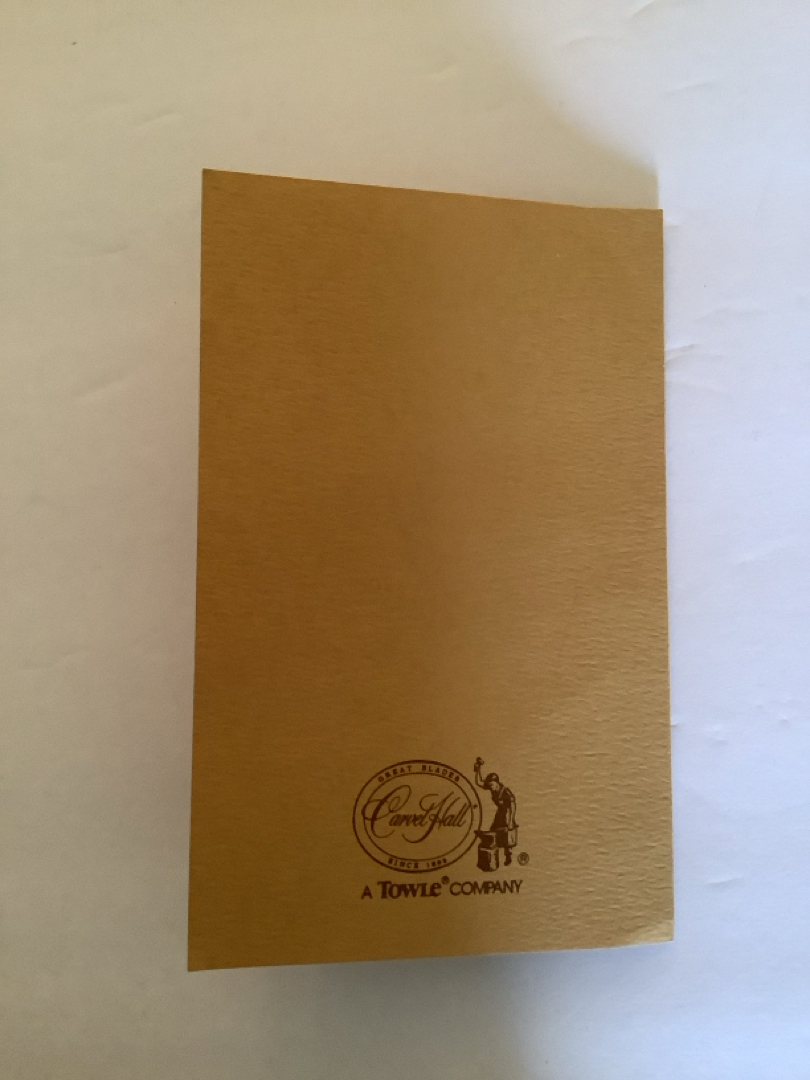 GREAT BLADES
Carvel Hall®
SINCE 1895
®
A TOWLE® COMPANY